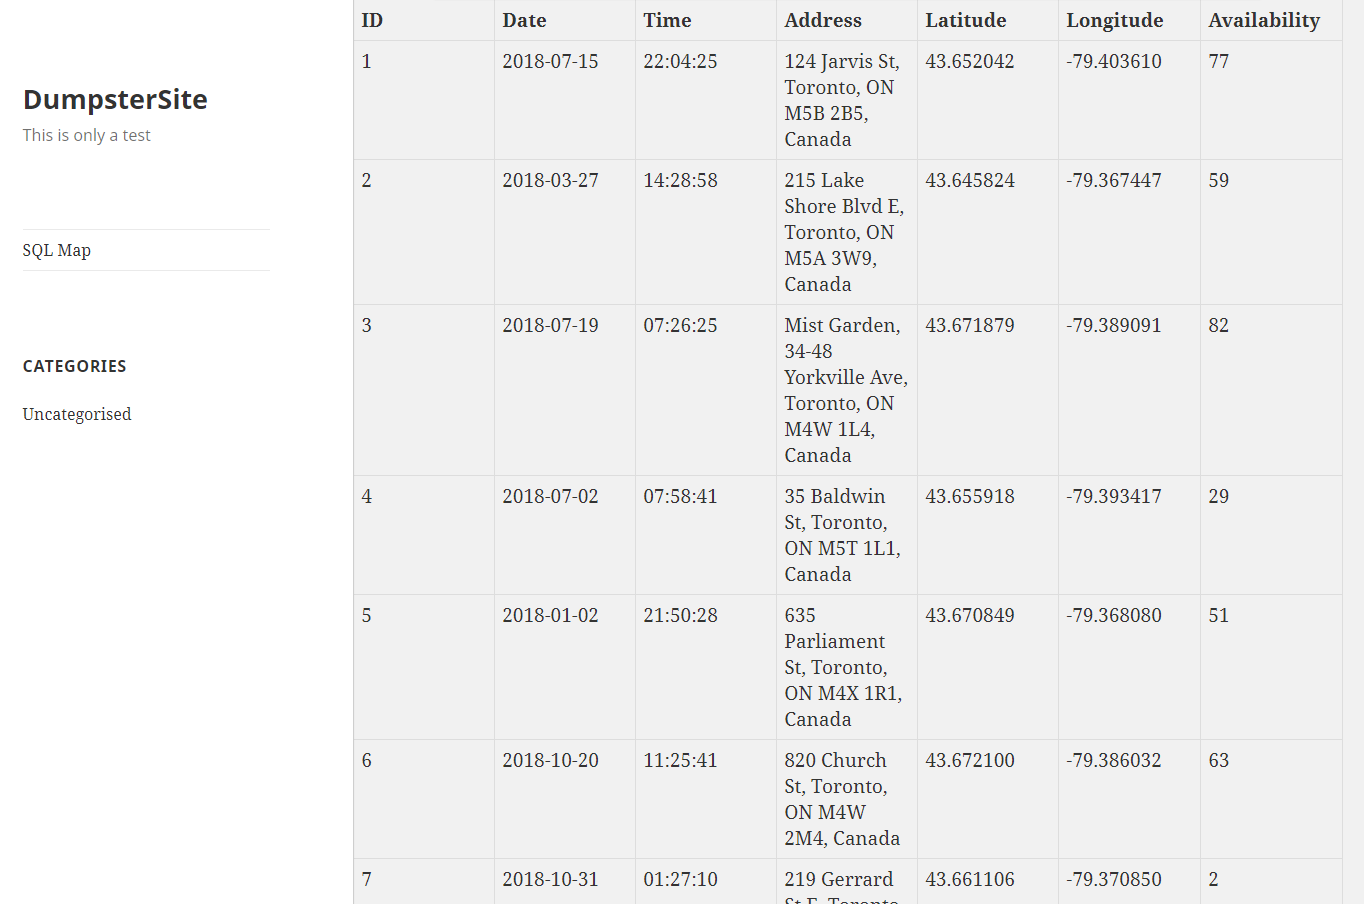 DumpsterSite
This is only a test
SQL Map
CATEGORIES
Uncategorised
ID Date Time Address Latitude Longitude Availability
1 2018-07-15 22:04:25 124 Jarvis St, 43.652042 -79.403610 77
Toronto, ON
M5B 2B5,
Canada
2 2018-03-27 14:28:58 215 Lake 43.645824 -79.367447 59
Shore Blvd E,
Toronto, ON
M5A 3W9,
Canada
3 2018-07-19 07:26:25 Mist Garden, 43.671879 -79.389091 82
34-48
Yorkville Ave,
Toronto, ON
M4W 1L4,
Canada
4 2018-07-02 07:58:41 35 Baldwin 43.655918 -79.393417 29
St, Toronto,
ON M5T 1L1,
Canada
5 2018-01-02 21:50:28 635 43.670849 -79.368080 51
Parliament
St, Toronto,
ON M4X 1R1,
Canada
6 2018-10-20 11:25:41 820 Church 43.672100 -79.386032 63
St, Toronto,
ON M4W
2M4, Canada
7 2018-10-31 01:27:10 219 Gerrard 43.661106 -79.370850 2
St E, Toronto